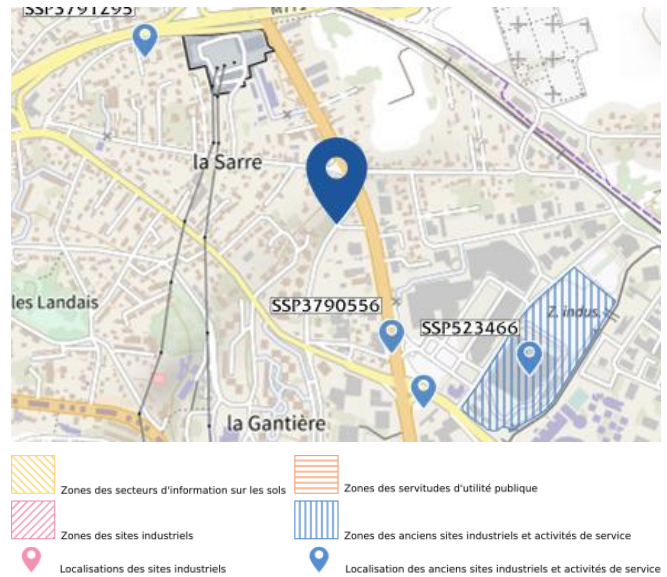 SSP3791295
la Sarre
les Landais
SSP3790556
SSP523466
Z. indus.
la Gantière
Zones des secteurs d'information sur les sols
Zones des servitudes d'utilité publique
Zones des sites industriels
Zones des anciens sites industriels et activités de service
Localisations des sites industriels
Localisation des anciens sites industriels et activités de service